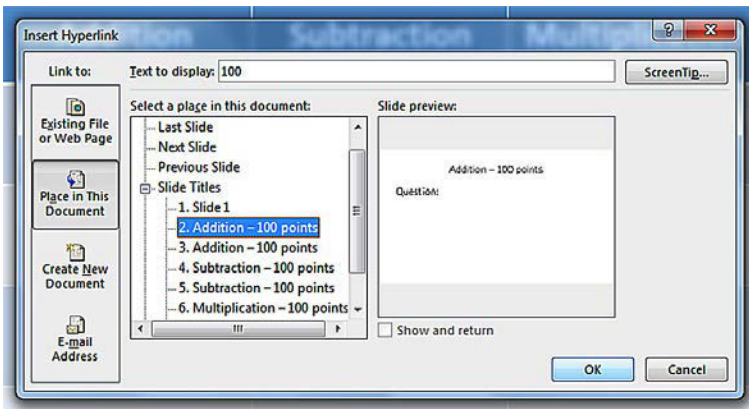 Addition Subtraction Multipl
Insert Hyperlink
Link to:
Text to display: 100
ScreenTip...
Select a place in this document:
Slide preview:
Existing File
or Web Page
Place in This
Document
Create New
Document
E-mail
Address
Last Slide
Next Slide
Previous Slide
Slide Titles
1. Slide 1
2. Addition – 100 points
3. Addition – 100 points
4. Subtraction – 100 points
5. Subtraction – 100 points
6. Multiplication – 100 points
Addition – 100 points
Question:
Show and return
OK
Cancel